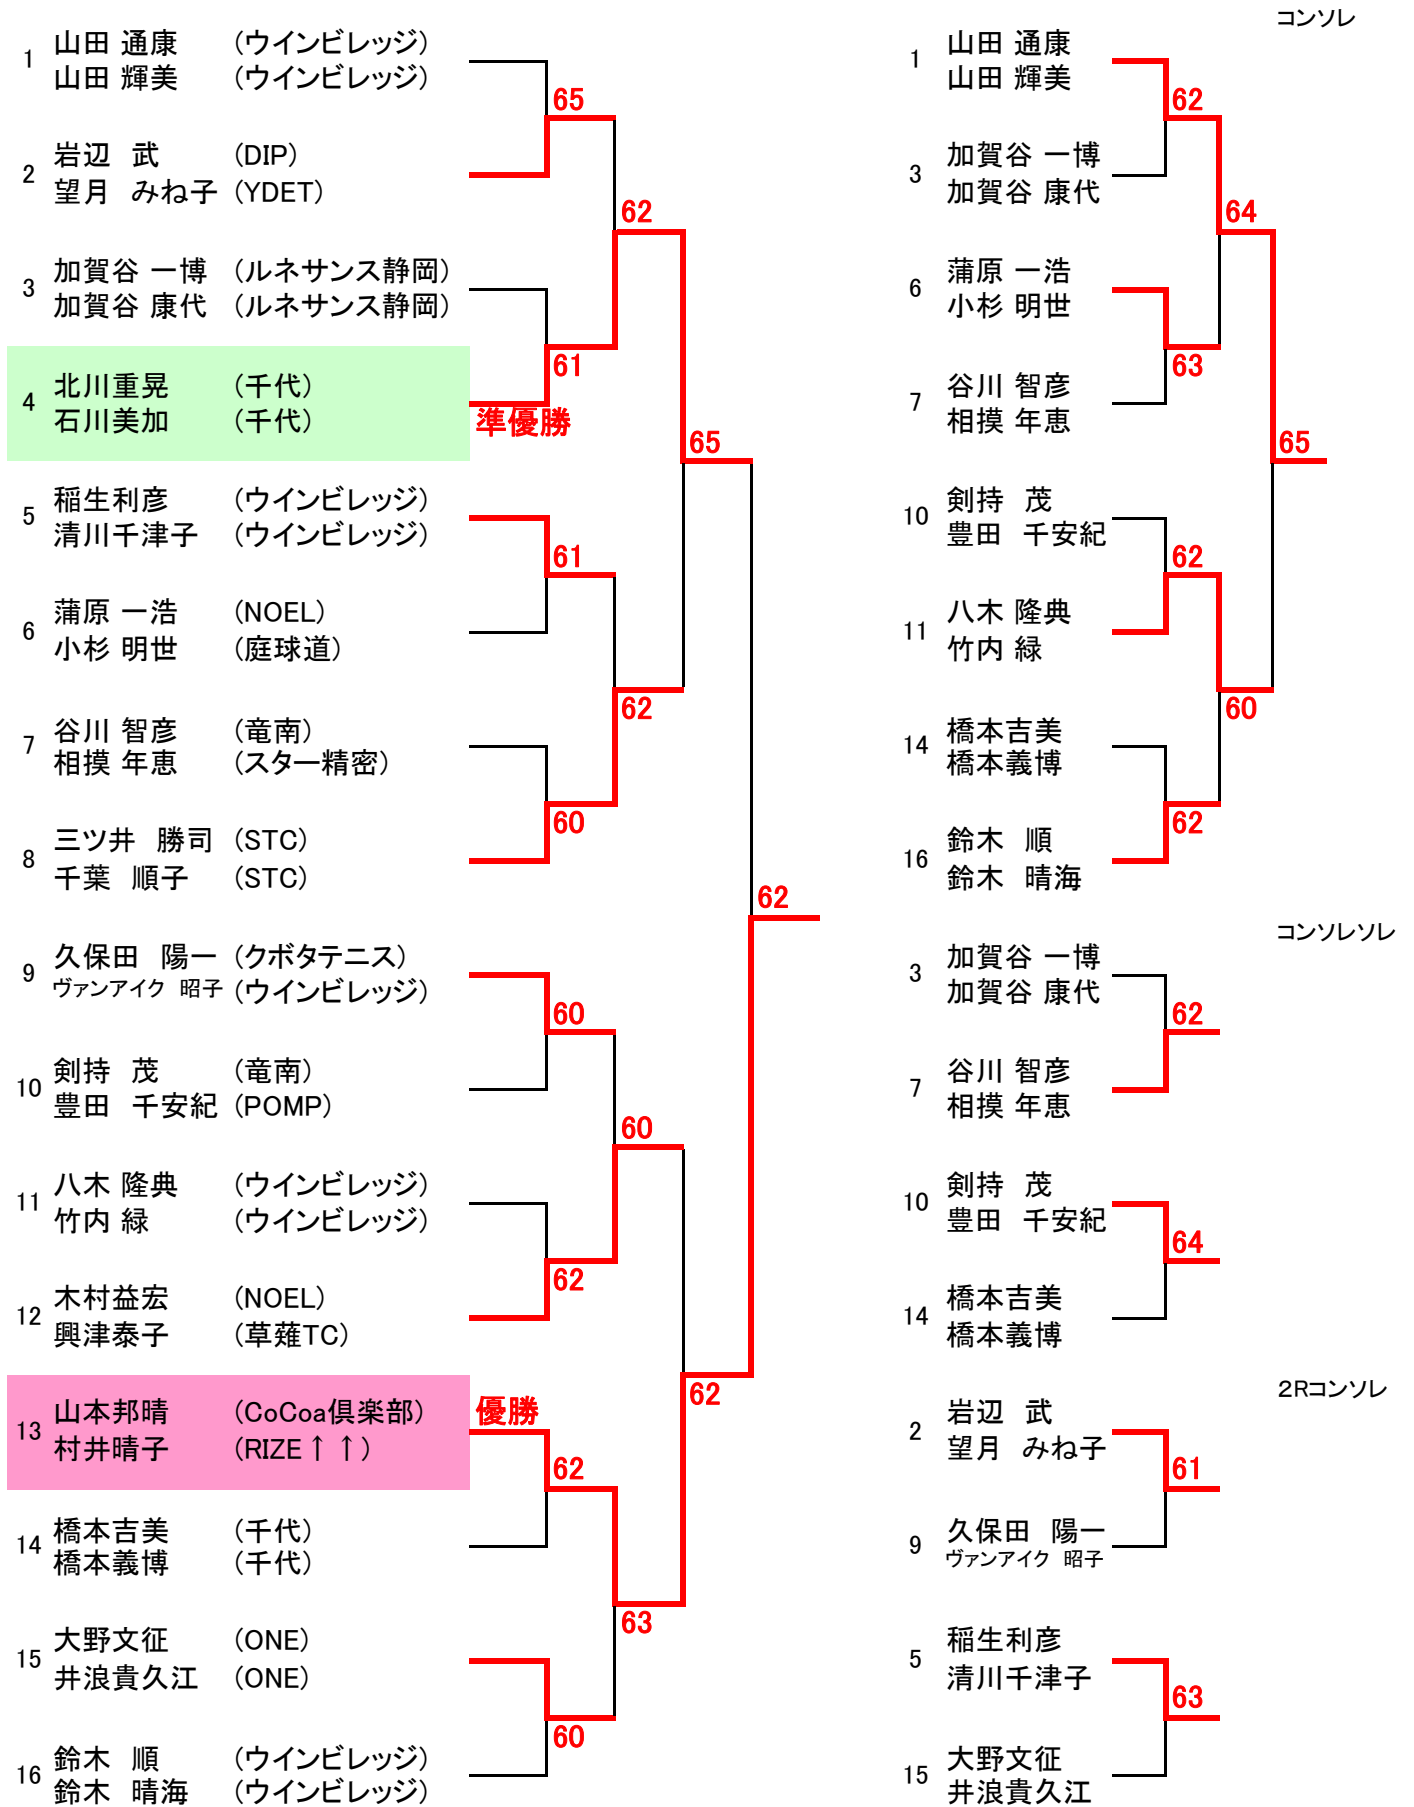 1 山田 通康 (ウインビレッジ)
山田 輝美 (ウインビレッジ)
65
2 岩辺 武 (DIP)
望月 みね子 (YDET)
62
3 加賀谷 一博 (ルネサンス静岡)
加賀谷 康代 (ルネサンス静岡)
61
4 北川重晃 (千代)
石川美加 (千代)
準優勝
65
5 稲生利彦 (ウインビレッジ)
清川千津子 (ウインビレッジ)
61
6 蒲原 一浩 (NOEL)
小杉 明世 (庭球道)
62
7 谷川 智彦 (竜南)
相摸 年恵 (スター精密)
60
8 三ツ井 勝司 (STC)
千葉 順子 (STC)
62
9 久保田 陽一 (クボタテニス)
ヴァンアイク 昭子 (ウインビレッジ)
60
10 剣持 茂 (竜南)
豊田 千安紀 (POMP)
60
11 八木 隆典 (ウインビレッジ)
竹内 緑 (ウインビレッジ)
62
12 木村益宏 (NOEL)
興津泰子 (草薙TC)
62
13 山本邦晴 (CoCoa倶楽部)
村井晴子 (RIZE↑↑)
優勝
62
14 橋本吉美 (千代)
橋本義博 (千代)
63
15 大野文征 (ONE)
井浪貴久江 (ONE)
60
16 鈴木 順 (ウインビレッジ)
鈴木 晴海 (ウインビレッジ)
コンソレ
1 山田 通康
山田 輝美
62
3 加賀谷 一博
加賀谷 康代
64
6 蒲原 一浩
小杉 明世
63
7 谷川 智彦
相摸 年恵
65
10 剣持 茂
豊田 千安紀
62
11 八木 隆典
竹内 緑
60
14 橋本吉美
橋本義博
62
16 鈴木 順
鈴木 晴海
コンソレソレ
3 加賀谷 一博
加賀谷 康代
62
7 谷川 智彦
相摸 年恵
10 剣持 茂
豊田 千安紀
64
14 橋本吉美
橋本義博
2Rコンソレ
2 岩辺 武
望月 みね子
61
9 久保田 陽一
ヴァンアイク 昭子
5 稲生利彦
清川千津子
63
15 大野文征
井浪貴久江